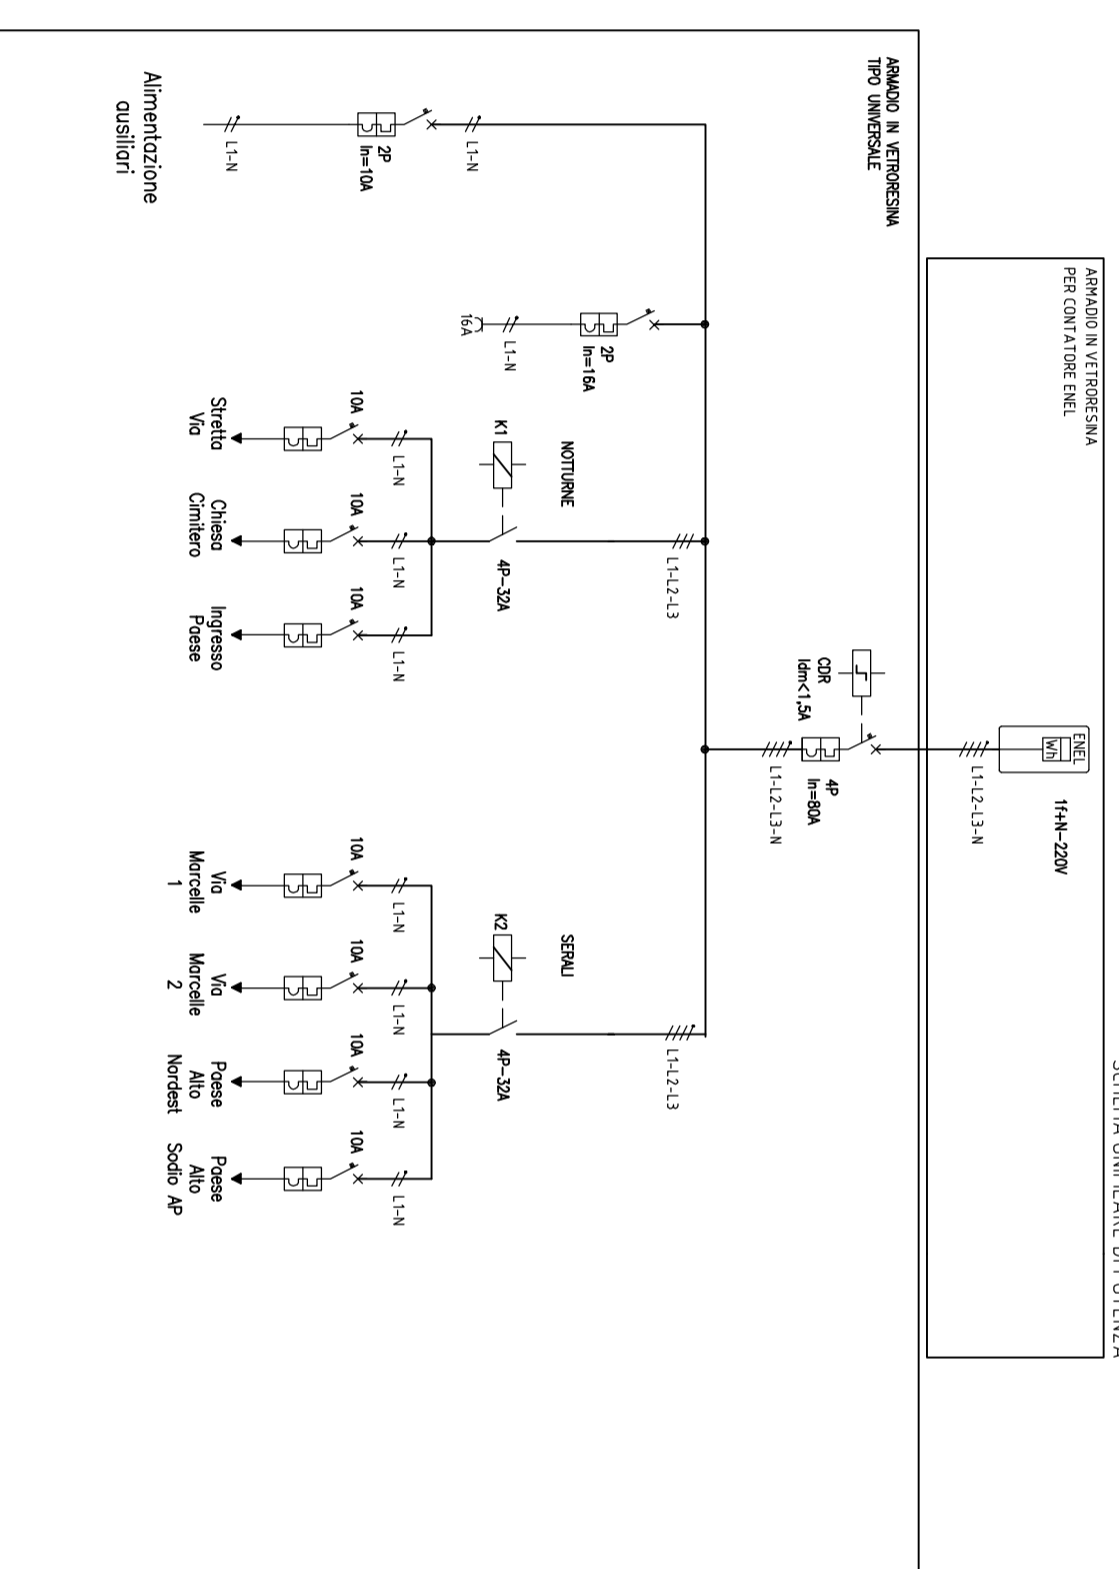 SCHEMA UNIFILARE DI POTENZA
ARMADIO IN VETRORESINA
PER CONTATORE ENEL
ENEL
Wh
1f+N-220V
L1-L2-L3-N
ARMADIO IN VETRORESINA
TIPO UNIVERSALE
CDR
Idm<1,5A
4P
In=80A
L1-L2-L3-N
L1-N
2P
In=10A
L1-N
Alimentazione
ausiliari
2P
In=16A
L1-N
16A
L1-L2-L3
NOTTURNE
K1
4P-32A
L1-N
L1-N
L1-N
10A
10A
10A
Stretta
Via
Chiesa
Cimitero
Ingresso
Paese
L1-L2-L3
SERALI
K2
4P-32A
L1-N
L1-N
L1-N
L1-N
10A
10A
10A
10A
Via
Marcelle
1
Via
Marcelle
2
Paese
Alto
Nordest
Paese
Alto
Sodio AP